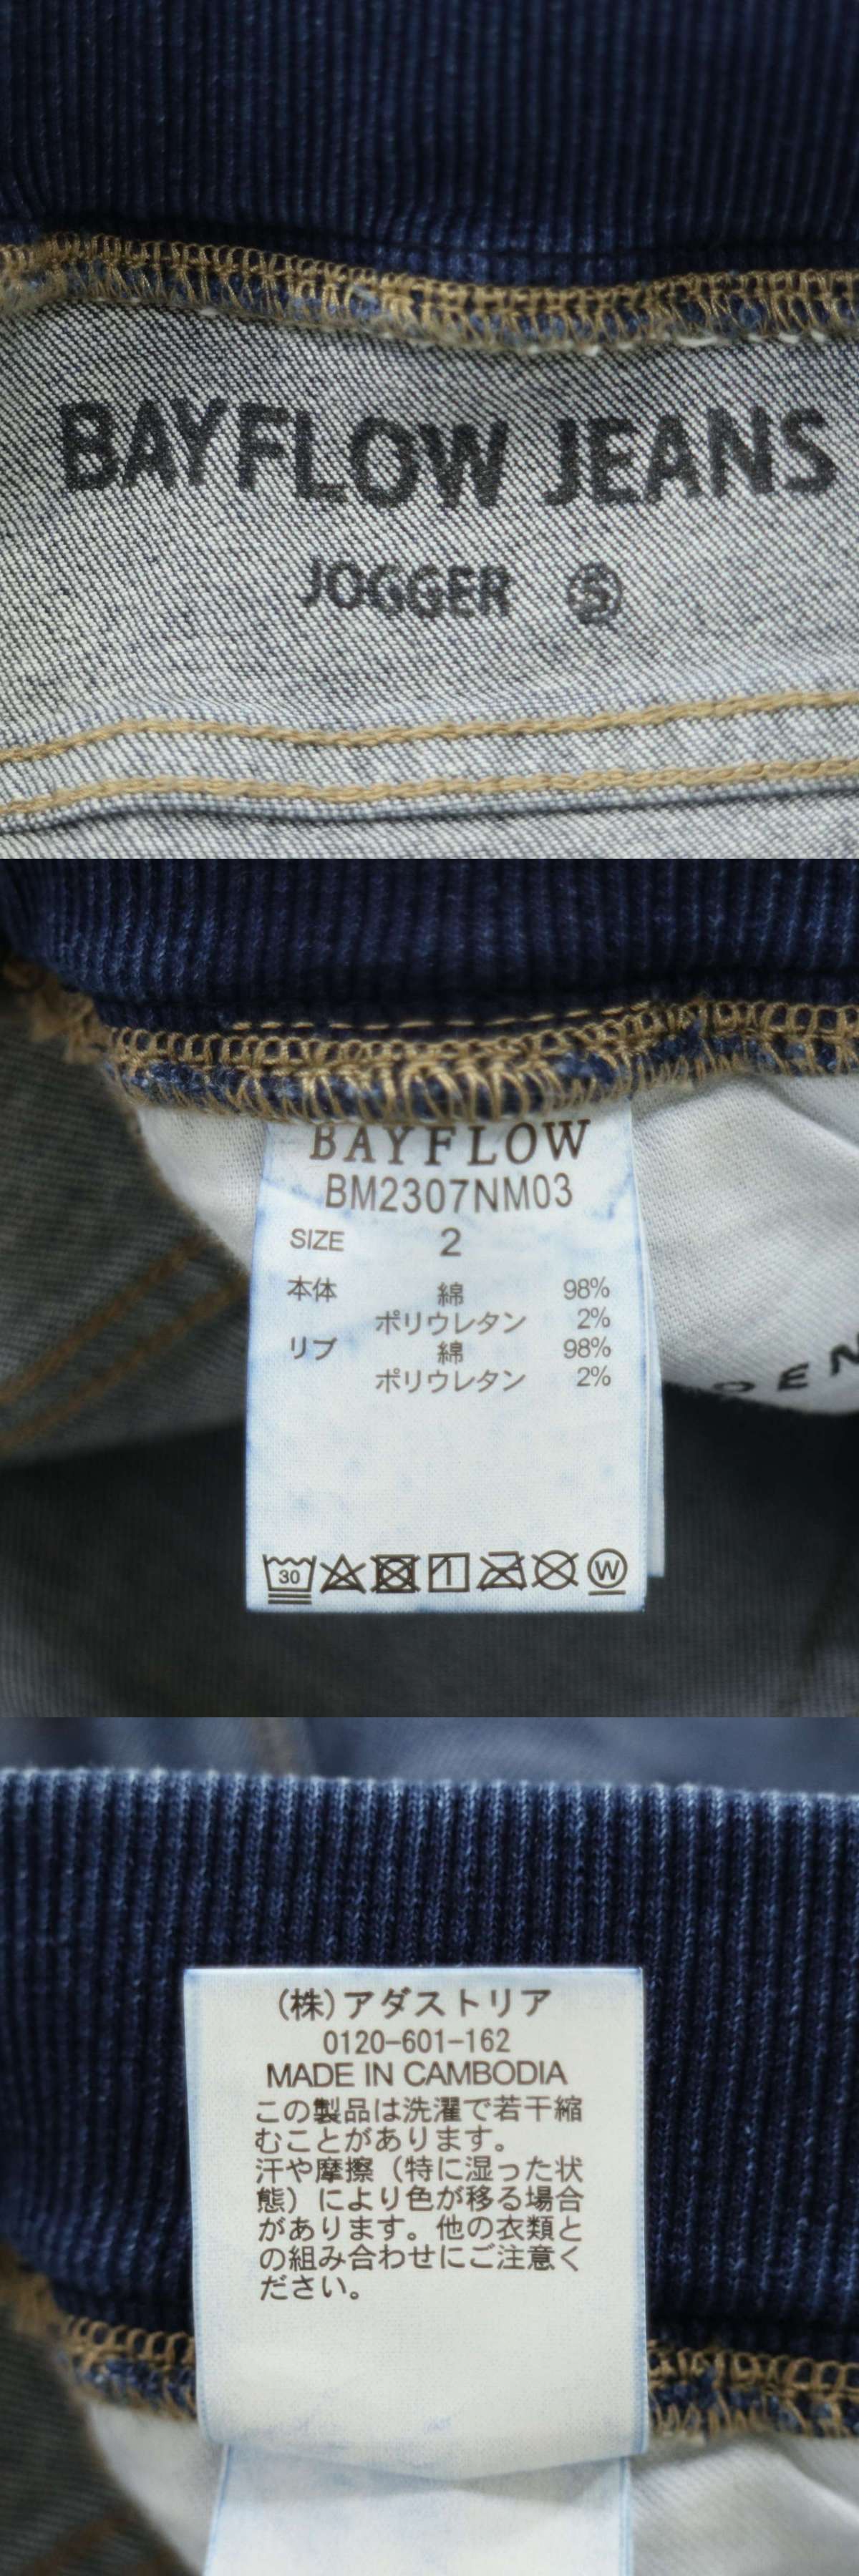 BAYFLOW JEANS
JOGGER Ⓢ
BAYFLOW
BM2307NM03
SIZE 2
本体 綿 98%
ポリウレタン 2%
リブ 綿 98%
ポリウレタン 2%
30
W
(株)アダストリア
0120-601-162
MADE IN CAMBODIA
この製品は洗濯で若干縮
むことがあります。
汗や摩擦（特に湿った状
態）により色が移る場合
があります。他の衣類と
の組み合わせにご注意く
ださい。